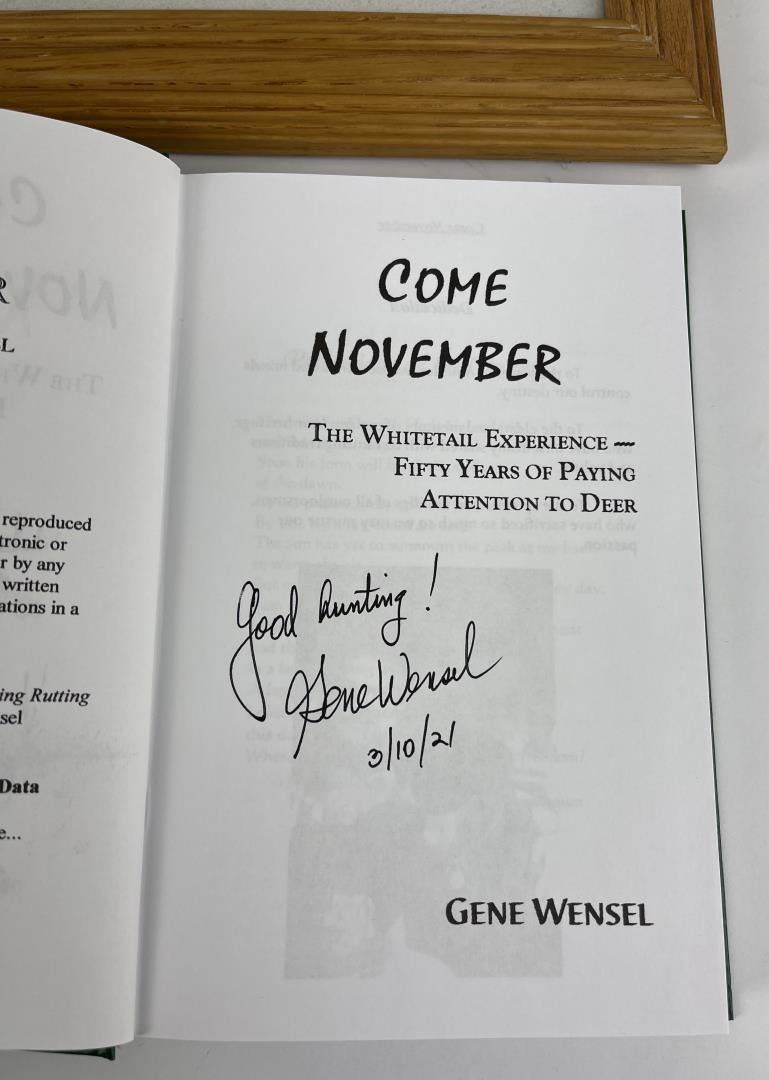 R
L
reproduced
tronic or
r by any
written
ations in a
ing Rutting
sel
Data
e...
COME
NOVEMBER
THE WHITETAIL EXPERIENCE —
FIFTY YEARS OF PAYING
ATTENTION TO DEER
Good hunting!
Gene Wensel
3/10/21
GENE WENSEL